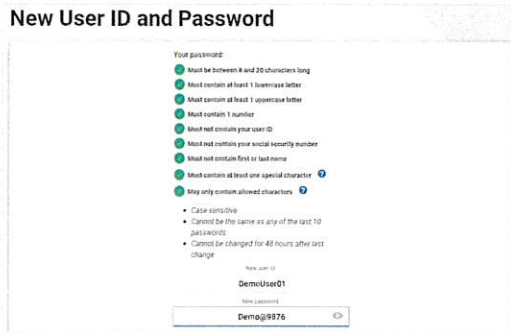 New User ID and Password
Your password:
Must be between 8 and 20 characters long
Must contain at least 1 lowercase letter
Must contain at least 1 uppercase letter
Must contain 1 number
Must not contain your user ID
Must not contain your social security number
Must not contain first or last name
Must contain at least one special character ?
May only contain allowed characters ?
• Case sensitive
• Cannot be the same as any of the last 10
passwords
• Cannot be changed for 48 hours after last
change
New user ID
DemoUser01
New password
Demo@9876